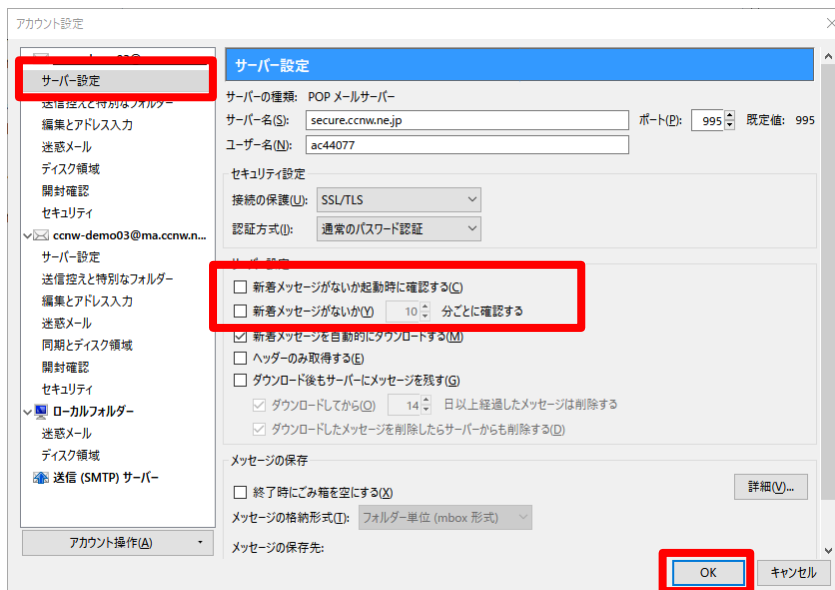 アカウント設定
サーバー設定
送信控えと特別なフォルダー
編集とアドレス入力
迷惑メール
ディスク領域
開封確認
セキュリティ
ccnw-demo03@ma.ccnw.n...
サーバー設定
送信控えと特別なフォルダー
編集とアドレス入力
迷惑メール
同期とディスク領域
開封確認
セキュリティ
ローカルフォルダー
迷惑メール
ディスク領域
送信 (SMTP) サーバー
アカウント操作(A)
サーバー設定
サーバーの種類: POP メールサーバー
サーバー名(S): secure.ccnw.ne.jp ポート(P): 995 既定値: 995
ユーザー名(N): ac44077
セキュリティ設定
接続の保護(U): SSL/TLS
認証方式(I): 通常のパスワード認証
サーバー設定
新着メッセージがないか起動時に確認する(C)
新着メッセージがないか(Y) 10 分ごとに確認する
新着メッセージを自動的にダウンロードする(M)
ヘッダーのみ取得する(E)
ダウンロード後もサーバーにメッセージを残す(G)
ダウンロードしてから(O) 14 日以上経過したメッセージは削除する
ダウンロードしたメッセージを削除したらサーバーからも削除する(D)
メッセージの保存
終了時にごみ箱を空にする(X) 詳細(V)...
メッセージの格納形式(T): フォルダー単位 (mbox 形式)
メッセージの保存先:
OK キャンセル